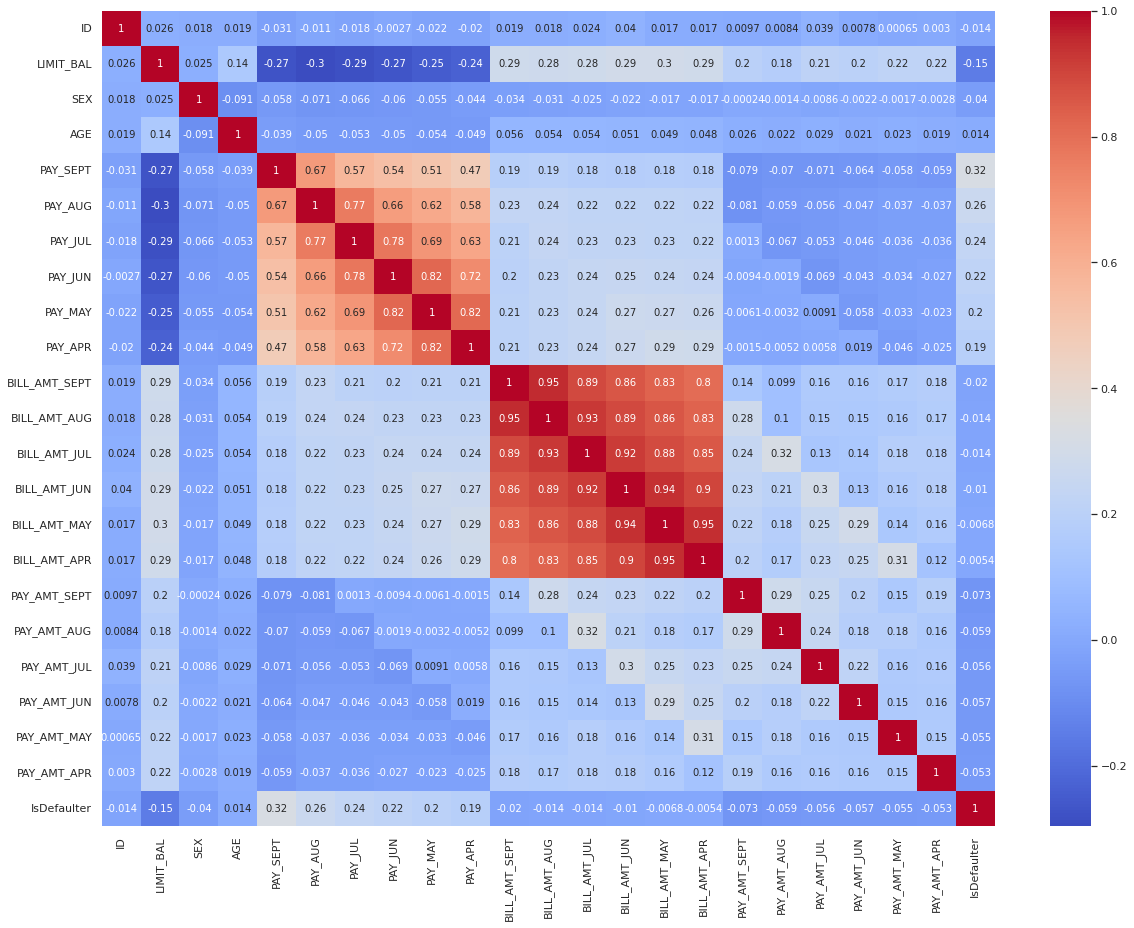 ID 1 0.026 0.018 0.019 -0.031 -0.011 -0.018 -0.0027 -0.022 -0.02 0.019 0.018 0.024 0.04 0.017 0.017 0.0097 0.0084 0.039 0.0078 0.00065 0.003 -0.014
LIMIT_BAL 0.026 1 0.025 0.14 -0.27 -0.3 -0.29 -0.27 -0.25 -0.24 0.29 0.28 0.28 0.29 0.3 0.29 0.2 0.18 0.21 0.2 0.22 0.22 -0.15
SEX 0.018 0.025 1 -0.091 -0.058 -0.071 -0.066 -0.06 -0.055 -0.044 -0.034 -0.031 -0.025 -0.022 -0.017 -0.017 -0.00024 -0.0014 -0.0086 -0.0022 -0.0017 -0.0028 -0.04
AGE 0.019 0.14 -0.091 1 -0.039 -0.05 -0.053 -0.05 -0.054 -0.049 0.056 0.054 0.054 0.051 0.049 0.048 0.026 0.022 0.029 0.021 0.023 0.019 0.014
PAY_SEPT -0.031 -0.27 -0.058 -0.039 1 0.67 0.57 0.54 0.51 0.47 0.19 0.19 0.18 0.18 0.18 0.18 -0.079 -0.07 -0.071 -0.064 -0.058 -0.059 0.32
PAY_AUG -0.011 -0.3 -0.071 -0.05 0.67 1 0.77 0.66 0.62 0.58 0.23 0.24 0.22 0.22 0.22 0.22 -0.081 -0.059 -0.056 -0.047 -0.037 -0.037 0.26
PAY_JUL -0.018 -0.29 -0.066 -0.053 0.57 0.77 1 0.78 0.69 0.63 0.21 0.24 0.23 0.23 0.23 0.22 0.0013 -0.067 -0.053 -0.046 -0.036 -0.036 0.24
PAY_JUN -0.0027 -0.27 -0.06 -0.05 0.54 0.66 0.78 1 0.82 0.72 0.2 0.23 0.24 0.25 0.24 0.24 -0.0094 -0.0019 -0.069 -0.043 -0.034 -0.027 0.22
PAY_MAY -0.022 -0.25 -0.055 -0.054 0.51 0.62 0.69 0.82 1 0.82 0.21 0.23 0.24 0.27 0.27 0.26 -0.0061 -0.0032 0.0091 -0.058 -0.033 -0.023 0.2
PAY_APR -0.02 -0.24 -0.044 -0.049 0.47 0.58 0.63 0.72 0.82 1 0.21 0.23 0.24 0.27 0.29 0.29 -0.0015 -0.0052 0.0058 0.019 -0.046 -0.025 0.19
BILL_AMT_SEPT 0.019 0.29 -0.034 0.056 0.19 0.23 0.21 0.2 0.21 0.21 1 0.95 0.89 0.86 0.83 0.8 0.14 0.099 0.16 0.16 0.17 0.18 -0.02
BILL_AMT_AUG 0.018 0.28 -0.031 0.054 0.19 0.24 0.24 0.23 0.23 0.23 0.95 1 0.93 0.89 0.86 0.83 0.28 0.1 0.15 0.15 0.16 0.17 -0.014
BILL_AMT_JUL 0.024 0.28 -0.025 0.054 0.18 0.22 0.23 0.24 0.24 0.24 0.89 0.93 1 0.92 0.88 0.85 0.24 0.32 0.13 0.14 0.18 0.18 -0.014
BILL_AMT_JUN 0.04 0.29 -0.022 0.051 0.18 0.22 0.23 0.25 0.27 0.27 0.86 0.89 0.92 1 0.94 0.9 0.23 0.21 0.3 0.13 0.16 0.18 -0.01
BILL_AMT_MAY 0.017 0.3 -0.017 0.049 0.18 0.22 0.23 0.24 0.27 0.29 0.83 0.86 0.88 0.94 1 0.95 0.22 0.18 0.25 0.29 0.14 0.16 -0.0068
BILL_AMT_APR 0.017 0.29 -0.017 0.048 0.18 0.22 0.22 0.24 0.26 0.29 0.8 0.83 0.85 0.9 0.95 1 0.2 0.17 0.23 0.25 0.31 0.12 -0.0054
PAY_AMT_SEPT 0.0097 0.2 -0.00024 0.026 -0.079 -0.081 0.0013 -0.0094 -0.0061 -0.0015 0.14 0.28 0.24 0.23 0.22 0.2 1 0.29 0.25 0.2 0.15 0.19 -0.073
PAY_AMT_AUG 0.0084 0.18 -0.0014 0.022 -0.07 -0.059 -0.067 -0.0019 -0.0032 -0.0052 0.099 0.1 0.32 0.21 0.18 0.17 0.29 1 0.24 0.18 0.18 0.16 -0.059
PAY_AMT_JUL 0.039 0.21 -0.0086 0.029 -0.071 -0.056 -0.053 -0.069 0.0091 0.0058 0.16 0.15 0.13 0.3 0.25 0.23 0.25 0.24 1 0.22 0.16 0.16 -0.056
PAY_AMT_JUN 0.0078 0.2 -0.0022 0.021 -0.064 -0.047 -0.046 -0.043 -0.058 0.019 0.16 0.15 0.14 0.13 0.29 0.25 0.2 0.18 0.22 1 0.15 0.16 -0.057
PAY_AMT_MAY 0.00065 0.22 -0.0017 0.023 -0.058 -0.037 -0.036 -0.034 -0.033 -0.046 0.17 0.16 0.18 0.16 0.14 0.31 0.15 0.18 0.16 0.15 1 0.15 -0.055
PAY_AMT_APR 0.003 0.22 -0.0028 0.019 -0.059 -0.037 -0.036 -0.027 -0.023 -0.025 0.18 0.17 0.18 0.18 0.16 0.12 0.19 0.16 0.16 0.16 0.15 1 -0.053
IsDefaulter -0.014 -0.15 -0.04 0.014 0.32 0.26 0.24 0.22 0.2 0.19 -0.02 -0.014 -0.014 -0.01 -0.0068 -0.0054 -0.073 -0.059 -0.056 -0.057 -0.055 -0.053 1
ID LIMIT_BAL SEX AGE PAY_SEPT PAY_AUG PAY_JUL PAY_JUN PAY_MAY PAY_APR BILL_AMT_SEPT BILL_AMT_AUG BILL_AMT_JUL BILL_AMT_JUN BILL_AMT_MAY BILL_AMT_APR PAY_AMT_SEPT PAY_AMT_AUG PAY_AMT_JUL PAY_AMT_JUN PAY_AMT_MAY PAY_AMT_APR IsDefaulter
1.0
0.8
0.6
0.4
0.2
0.0
−0.2